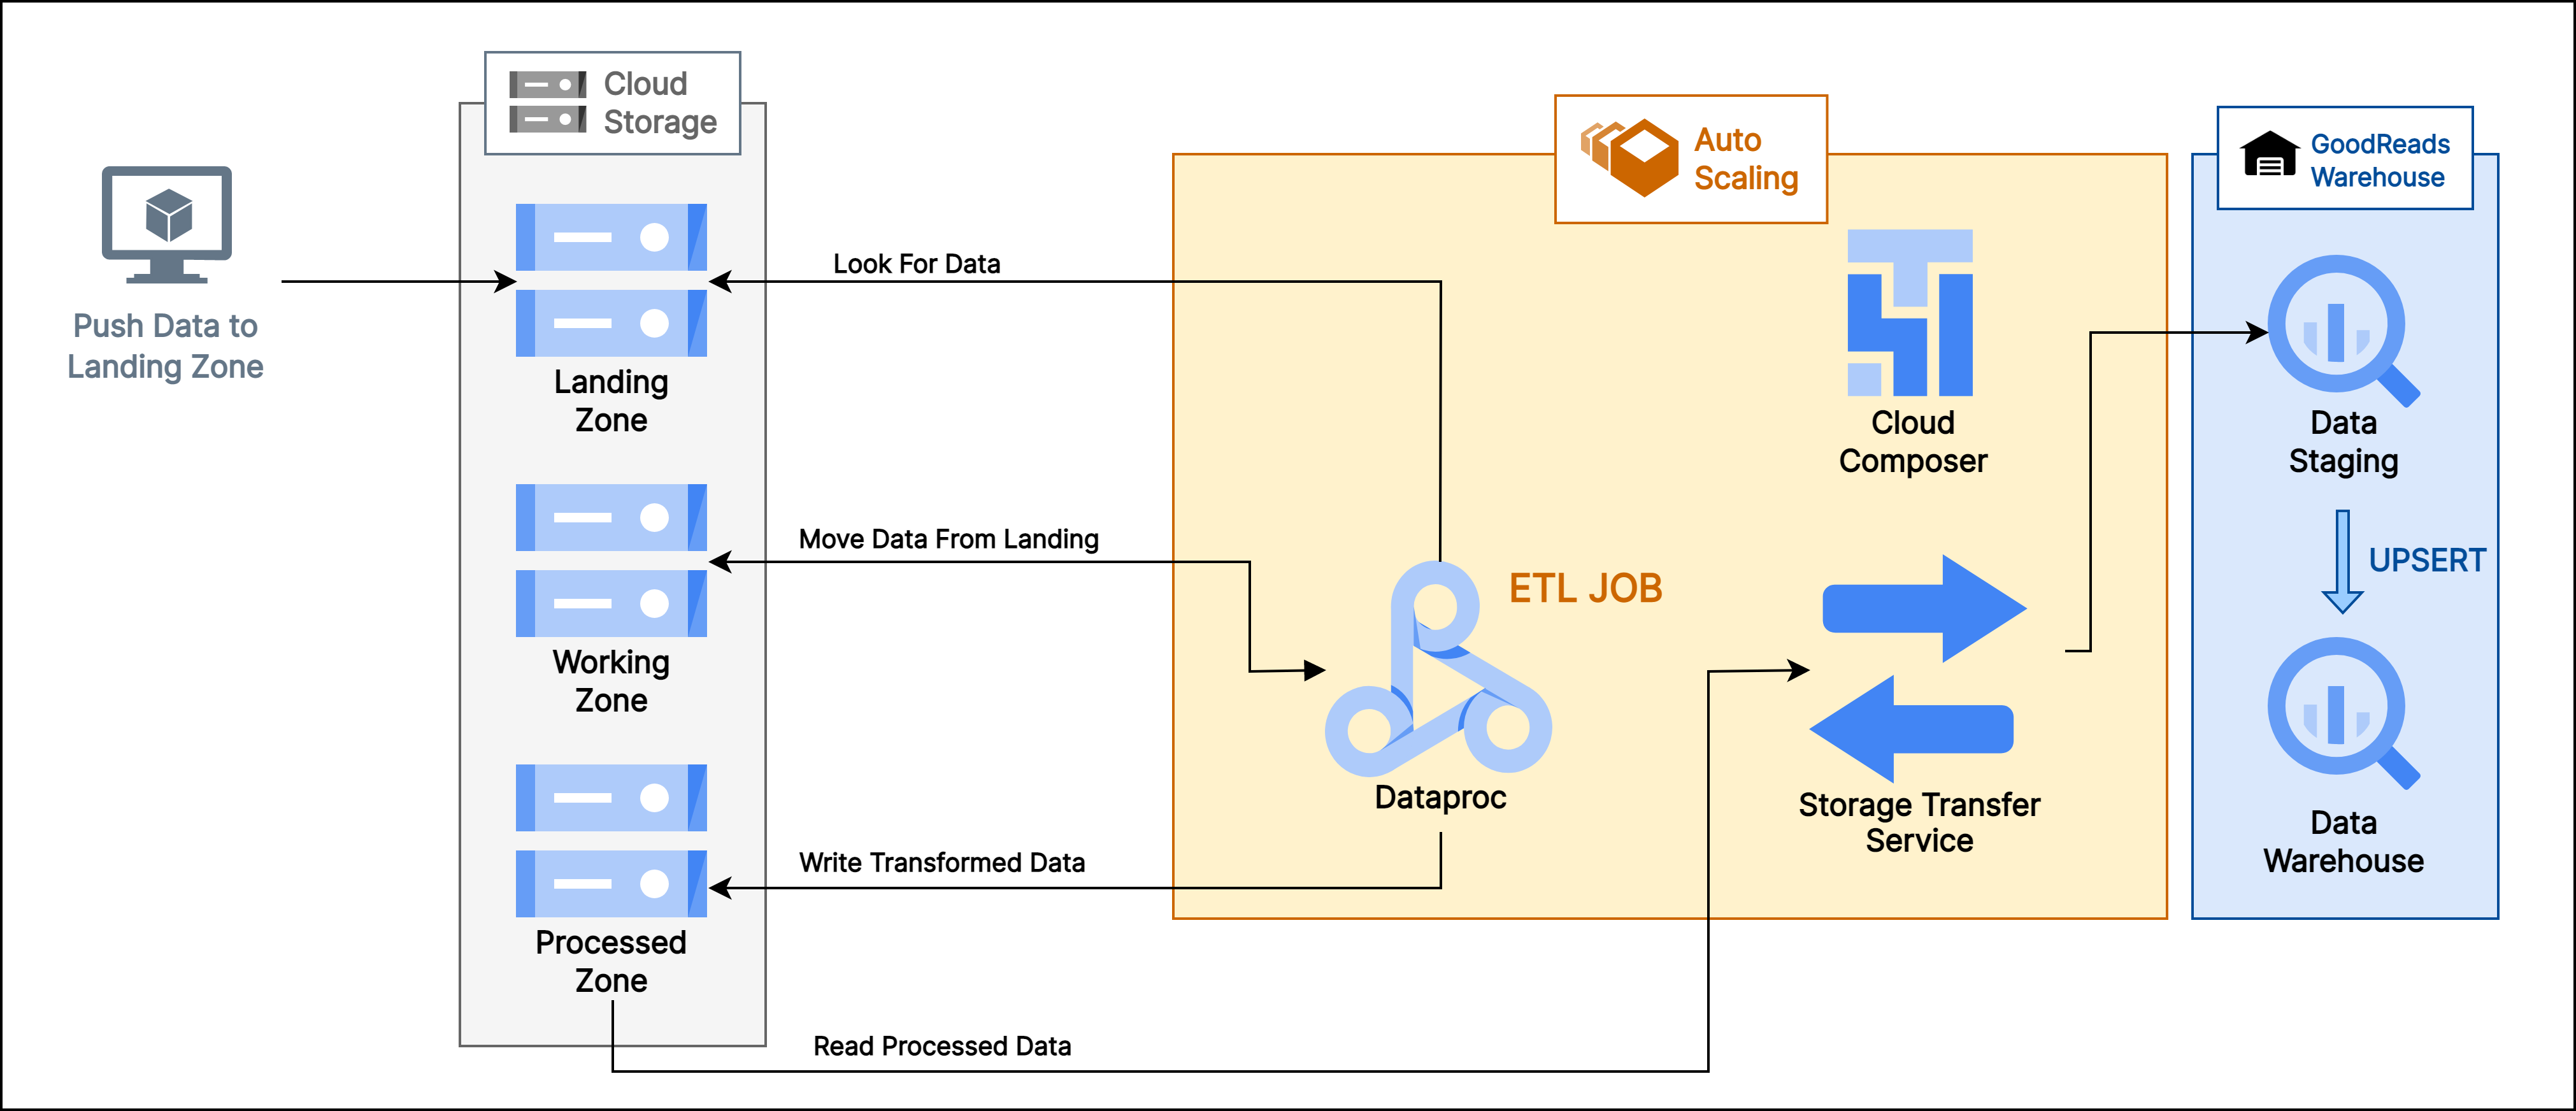 Cloud
Storage
Push Data to
Landing Zone
Landing
Zone
Working
Zone
Processed
Zone
Look For Data
Move Data From Landing
Write Transformed Data
Read Processed Data
Auto
Scaling
Cloud
Composer
ETL JOB
Dataproc
Storage Transfer
Service
GoodReads
Warehouse
Data
Staging
UPSERT
Data
Warehouse